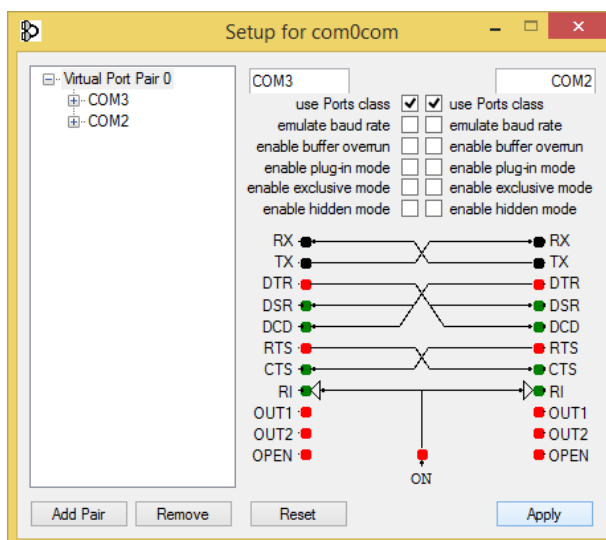 Setup for com0com
Virtual Port Pair 0
COM3
COM2
COM3 COM2
use Ports class use Ports class
emulate baud rate emulate baud rate
enable buffer overrun enable buffer overrun
enable plug-in mode enable plug-in mode
enable exclusive mode enable exclusive mode
enable hidden mode enable hidden mode
RX RX
TX TX
DTR DTR
DSR DSR
DCD DCD
RTS RTS
CTS CTS
RI RI
OUT1 OUT1
OUT2 OUT2
OPEN OPEN
ON
Add Pair Remove Reset Apply